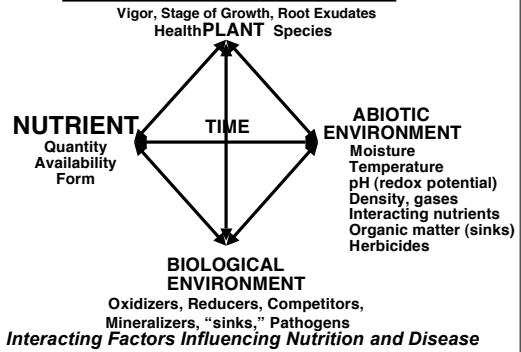 Vigor, Stage of Growth, Root Exudates
Health PLANT Species
NUTRIENT
Quantity
Availability
Form
TIME
ABIOTIC
ENVIRONMENT
Moisture
Temperature
pH (redox potential)
Density, gases
Interacting nutrients
Organic matter (sinks)
Herbicides
BIOLOGICAL
ENVIRONMENT
Oxidizers, Reducers, Competitors,
Mineralizers, “sinks,” Pathogens
Interacting Factors Influencing Nutrition and Disease